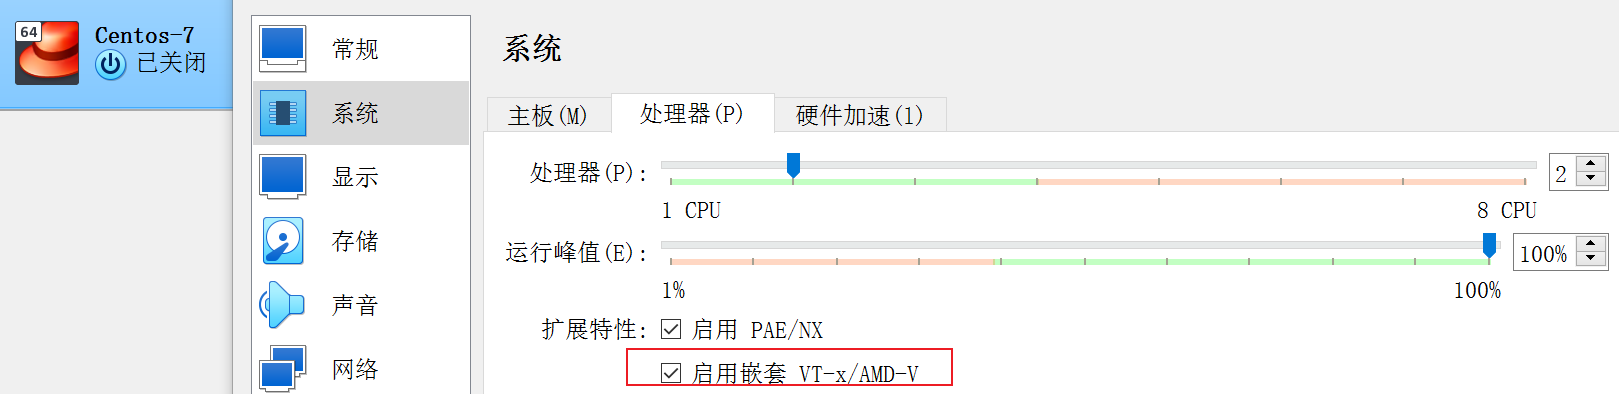 64
Centos-7
已关闭
常规
系统
显示
存储
声音
网络
系统
主板(M)
处理器(P)
硬件加速(l)
处理器(P):
2
1 CPU
8 CPU
运行峰值(E):
100%
1%
100%
扩展特性:
启用 PAE/NX
启用嵌套 VT-x/AMD-V